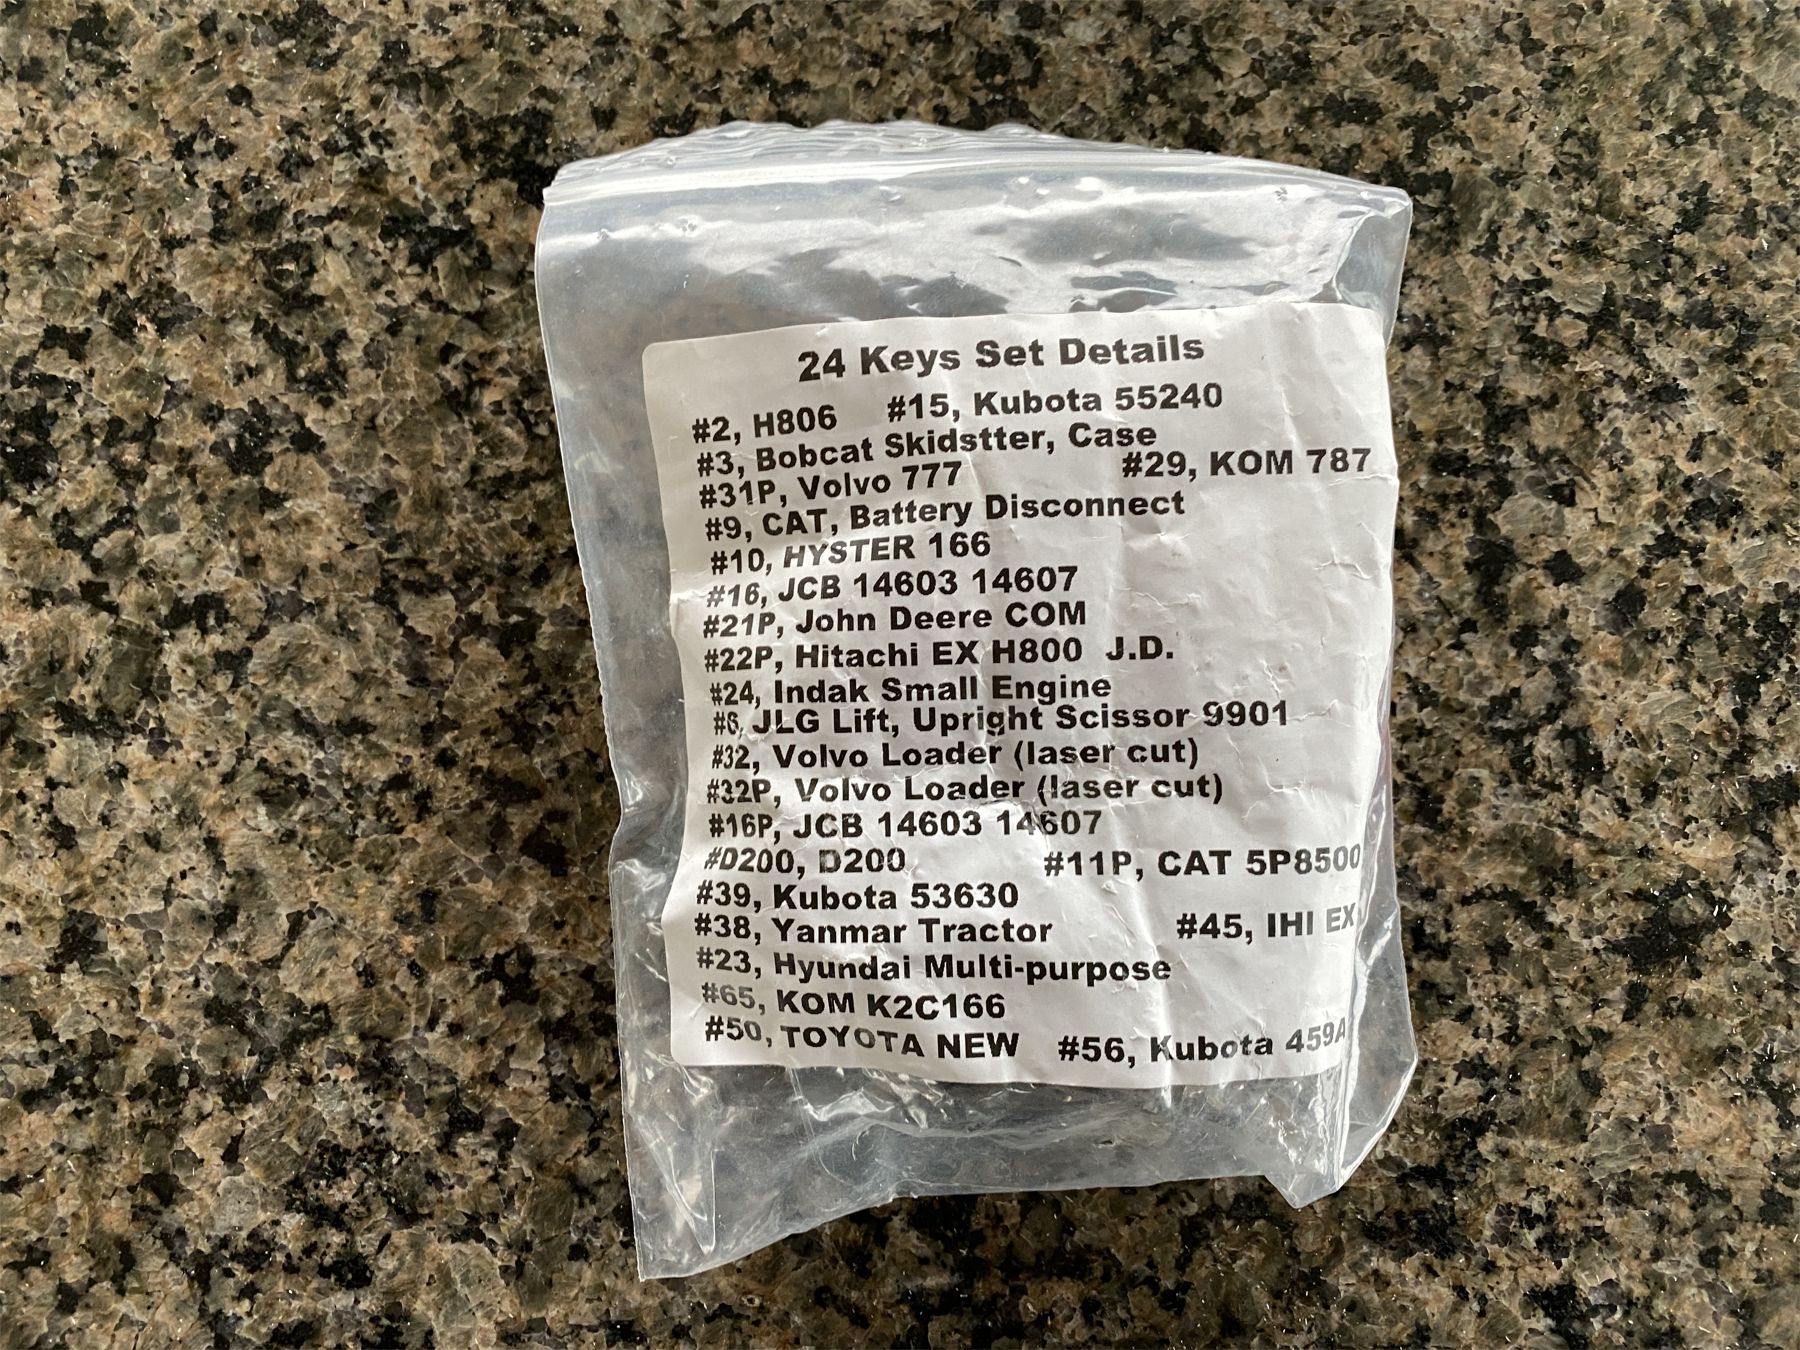 24 Keys Set Details
#2, H806 #15, Kubota 55240
#3, Bobcat Skidstter, Case
#31P, Volvo 777 #29, KOM 787
#9, CAT, Battery Disconnect
#10, HYSTER 166
#16, JCB 14603 14607
#21P, John Deere COM
#22P, Hitachi EX H800 J.D.
#24, Indak Small Engine
#6, JLG Lift, Upright Scissor 9901
#32, Volvo Loader (laser cut)
#32P, Volvo Loader (laser cut)
#16P, JCB 14603 14607
#D200, D200 #11P, CAT 5P8500
#39, Kubota 53630
#38, Yanmar Tractor #45, IHI EX
#23, Hyundai Multi-purpose
#65, KOM K2C166
#50, TOYOTA NEW #56, Kubota 459A